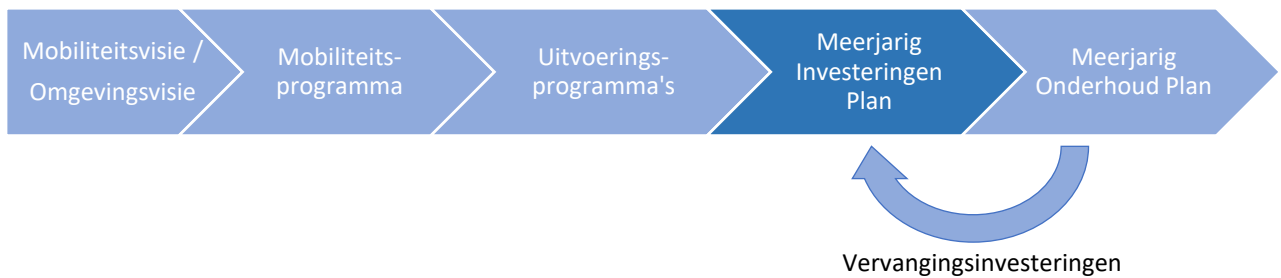 Mobiliteitsvisie /
Omgevingsvisie
Mobiliteits-
programma
Uitvoerings-
programma's
Meerjarig
Investeringen
Plan
Meerjarig
Onderhoud Plan
Vervangingsinvesteringen